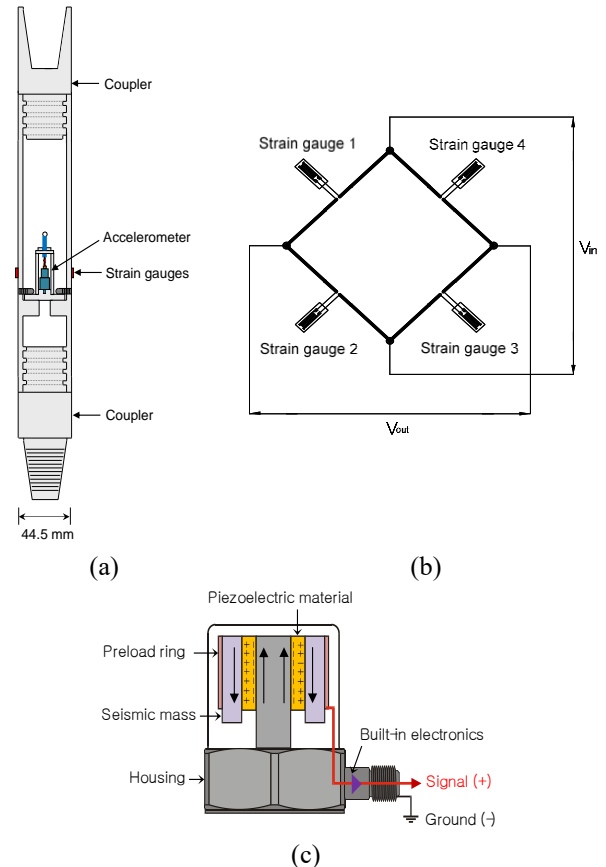 Coupler
Accelerometer
Strain gauges
Coupler
44.5 mm
(a)
Strain gauge 1
Strain gauge 4
Strain gauge 2
Strain gauge 3
Vin
Vout
(b)
Piezoelectric material
Preload ring
Seismic mass
Built-in electronics
Housing
Signal (+)
Ground (-)
(c)